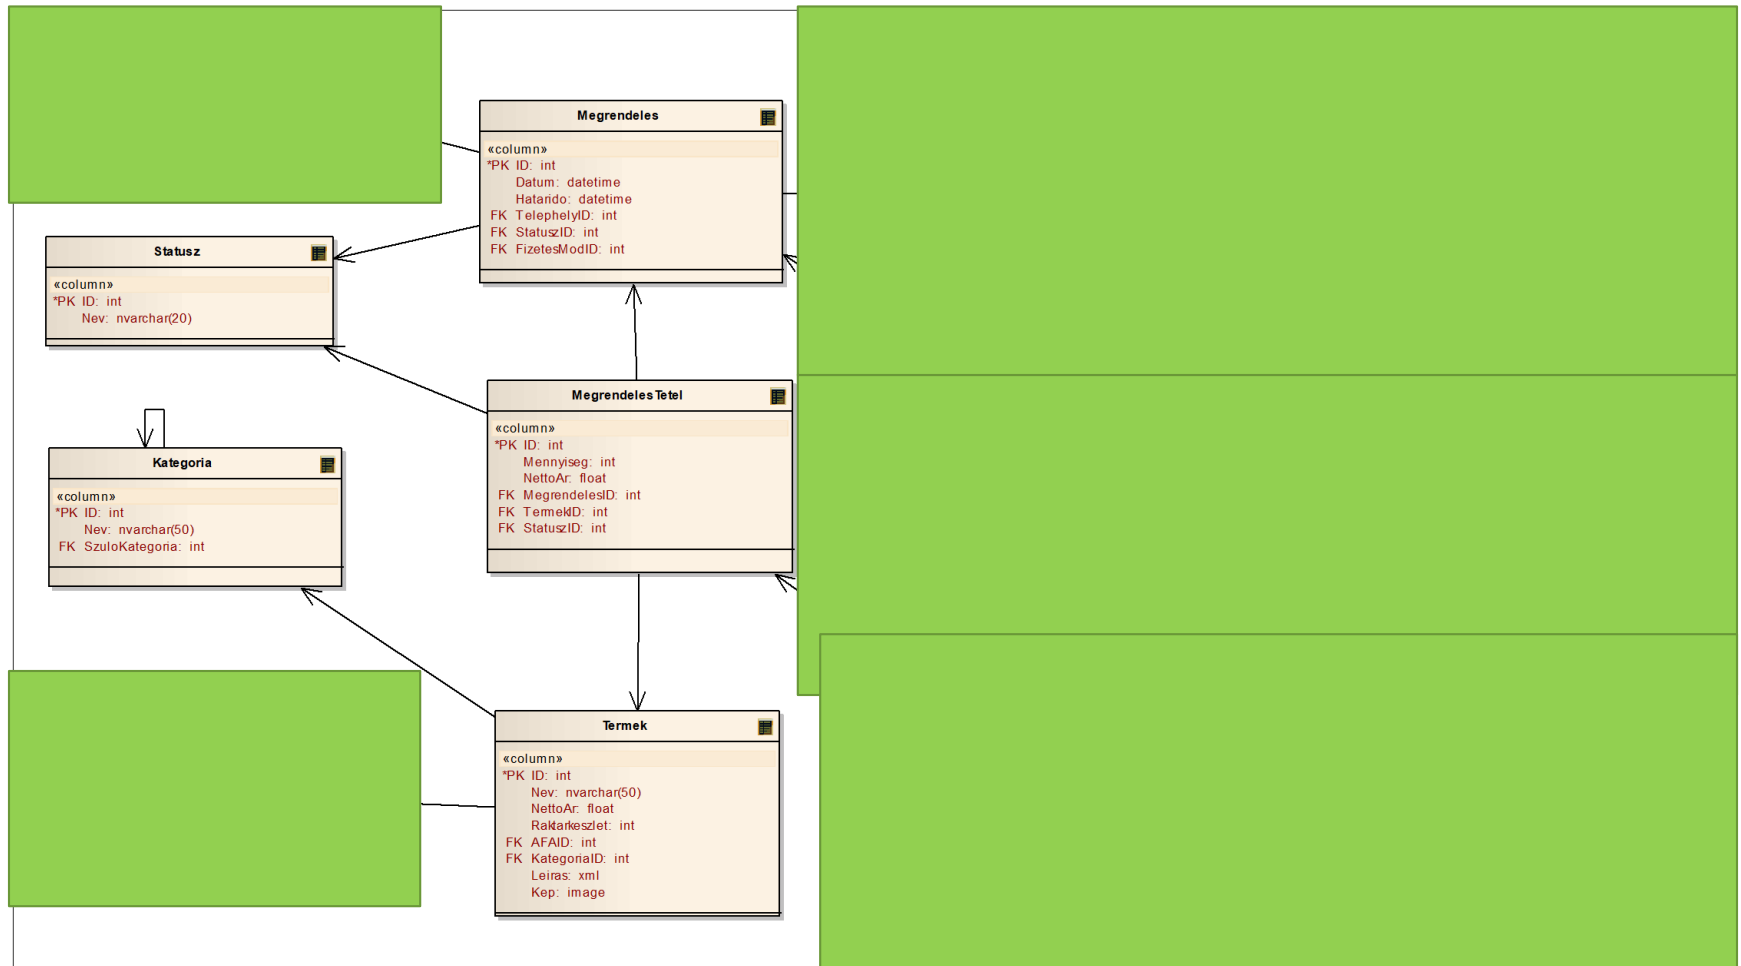 Megrendeles
«column»
*PK ID: int
Datum: datetime
Hatarido: datetime
FK TelephelyID: int
FK StatuszID: int
FK FizetesModID: int
Statusz
«column»
*PK ID: int
Nev: nvarchar(20)
MegrendelesTetel
«column»
*PK ID: int
Mennyiseg: int
NettoAr: float
FK MegrendelesID: int
FK TermekID: int
FK StatuszID: int
Kategoria
«column»
*PK ID: int
Nev: nvarchar(50)
FK SzuloKategoria: int
Termek
«column»
*PK ID: int
Nev: nvarchar(50)
NettoAr: float
Raktarkeszlet: int
FK AFAID: int
FK KategoriaID: int
Leiras: xml
Kep: image